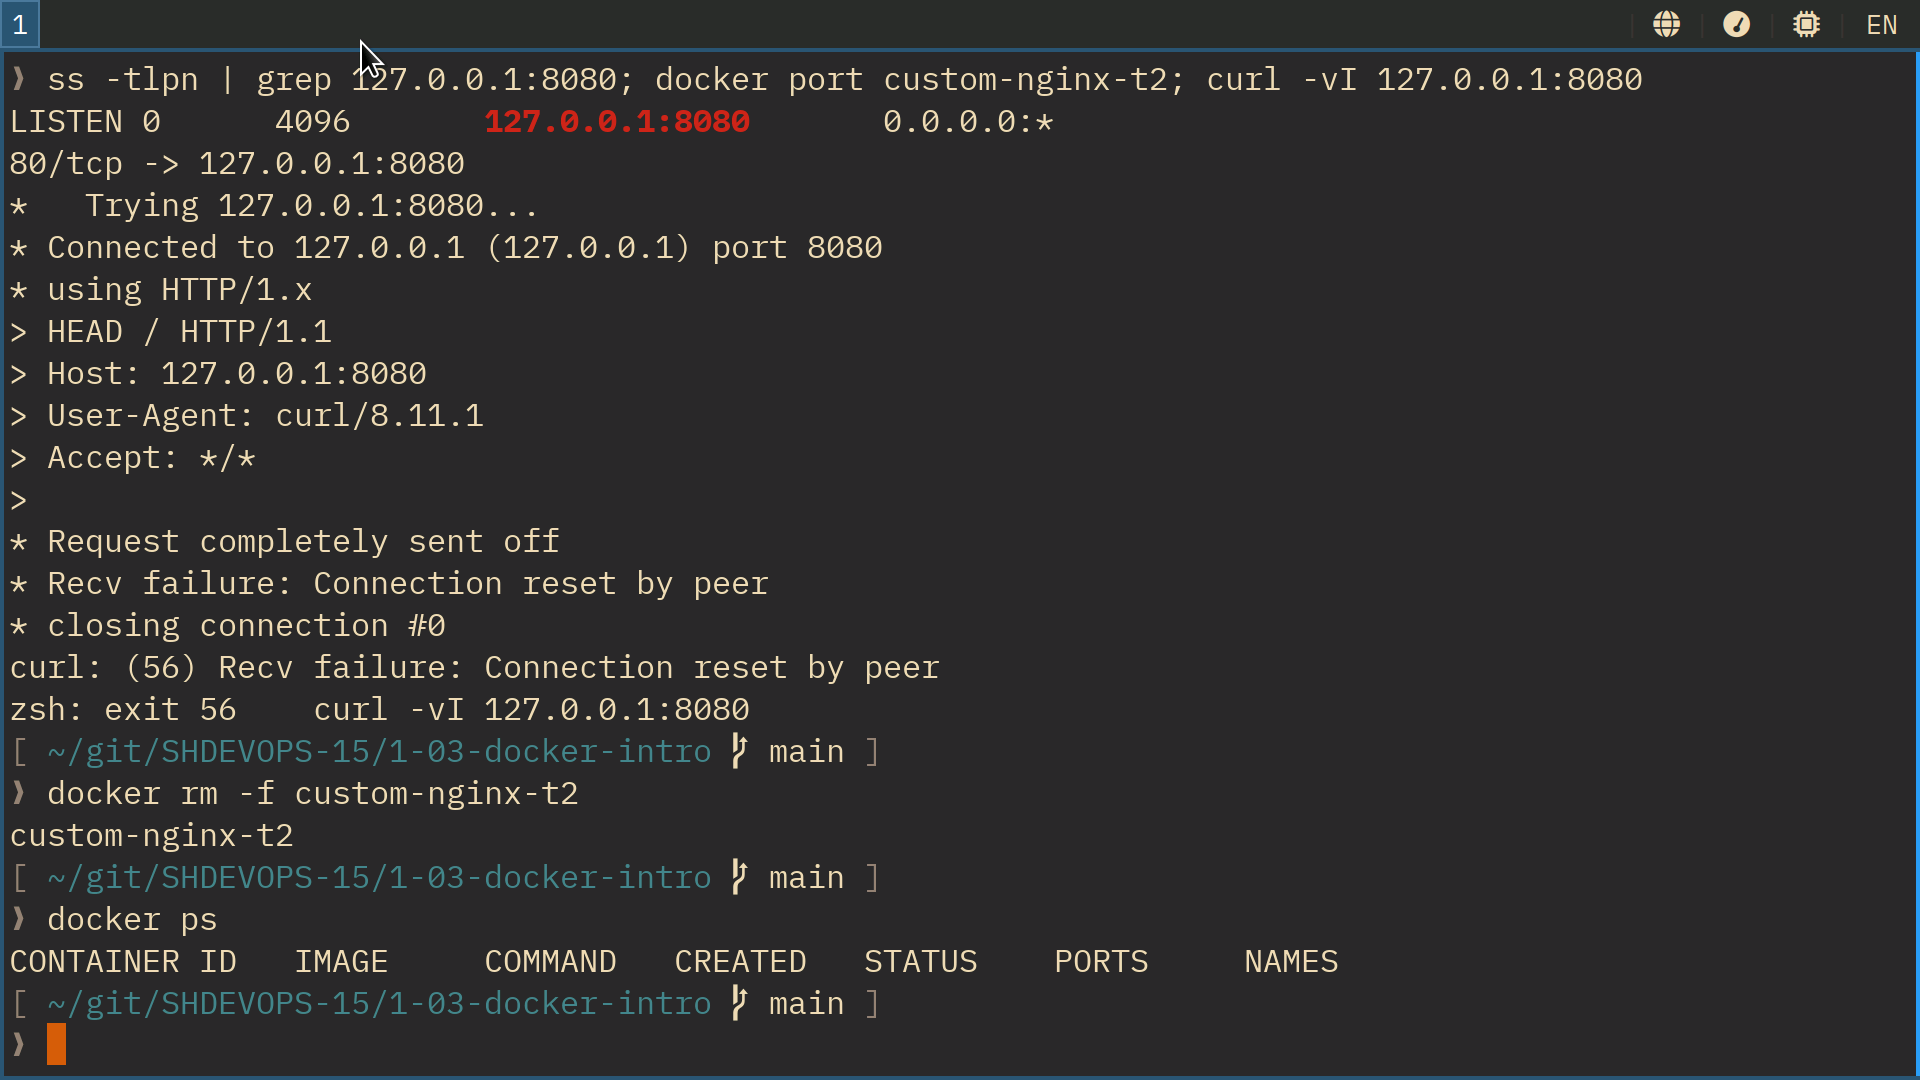 1 EN
❯ ss -tlpn | grep 127.0.0.1:8080; docker port custom-nginx-t2; curl -vI 127.0.0.1:8080
LISTEN 0      4096       127.0.0.1:8080       0.0.0.0:*
80/tcp -> 127.0.0.1:8080
*   Trying 127.0.0.1:8080...
* Connected to 127.0.0.1 (127.0.0.1) port 8080
* using HTTP/1.x
> HEAD / HTTP/1.1
> Host: 127.0.0.1:8080
> User-Agent: curl/8.11.1
> Accept: */*
>
* Request completely sent off
* Recv failure: Connection reset by peer
* closing connection #0
curl: (56) Recv failure: Connection reset by peer
zsh: exit 56    curl -vI 127.0.0.1:8080
[ ~/git/SHDEVOPS-15/1-03-docker-intro main ]
❯ docker rm -f custom-nginx-t2
custom-nginx-t2
[ ~/git/SHDEVOPS-15/1-03-docker-intro main ]
❯ docker ps
CONTAINER ID   IMAGE     COMMAND   CREATED   STATUS    PORTS     NAMES
[ ~/git/SHDEVOPS-15/1-03-docker-intro main ]
❯